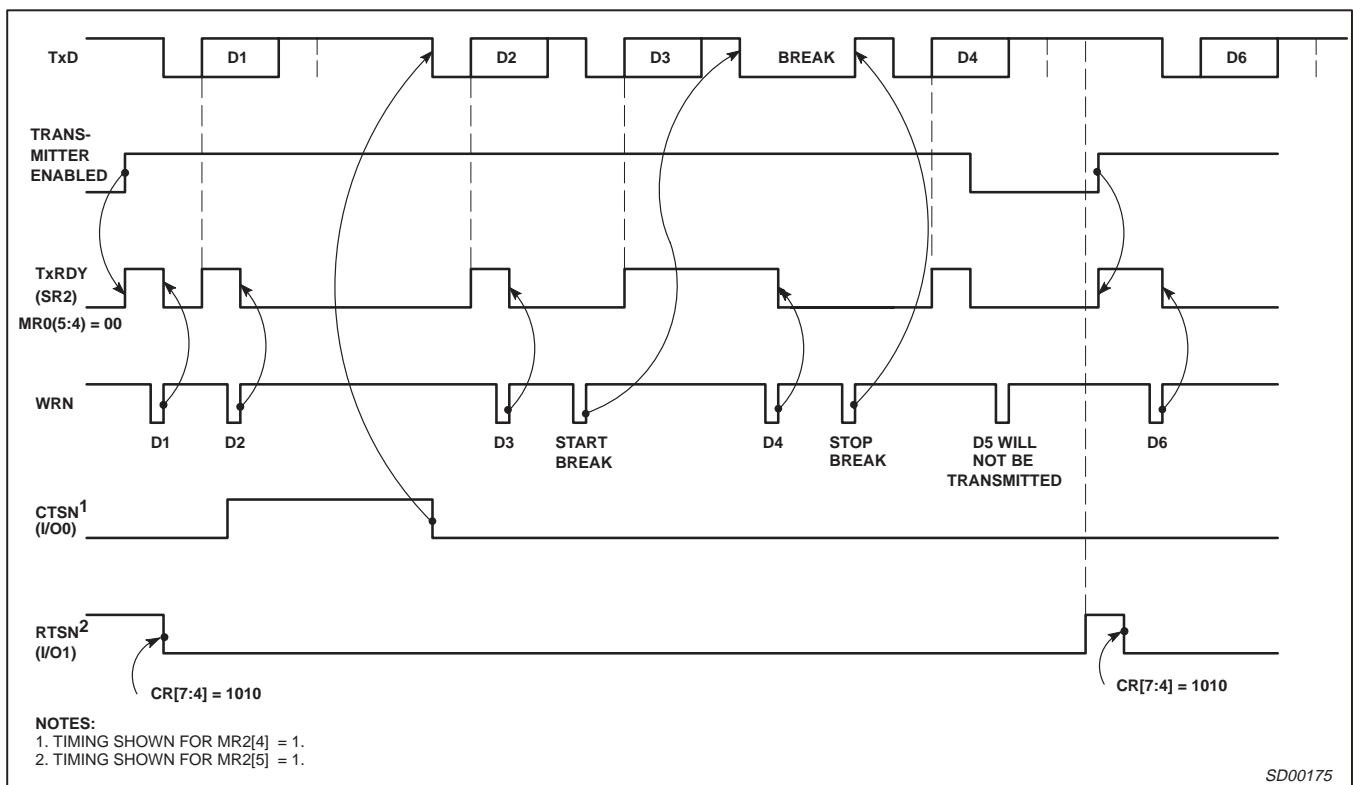 TxD
D1
D2
D3
BREAK
D4
D6
TRANS-
MITTER
ENABLED
TxRDY
(SR2)
MR0(5:4) = 00
WRN
D1
D2
D3
START
BREAK
D4
STOP
BREAK
D5 WILL
NOT BE
TRANSMITTED
D6
CTSN1
(I/O0)
RTSN2
(I/O1)
CR[7:4] = 1010
CR[7:4] = 1010
NOTES:
1. TIMING SHOWN FOR MR2[4] = 1.
2. TIMING SHOWN FOR MR2[5] = 1.
SD00175